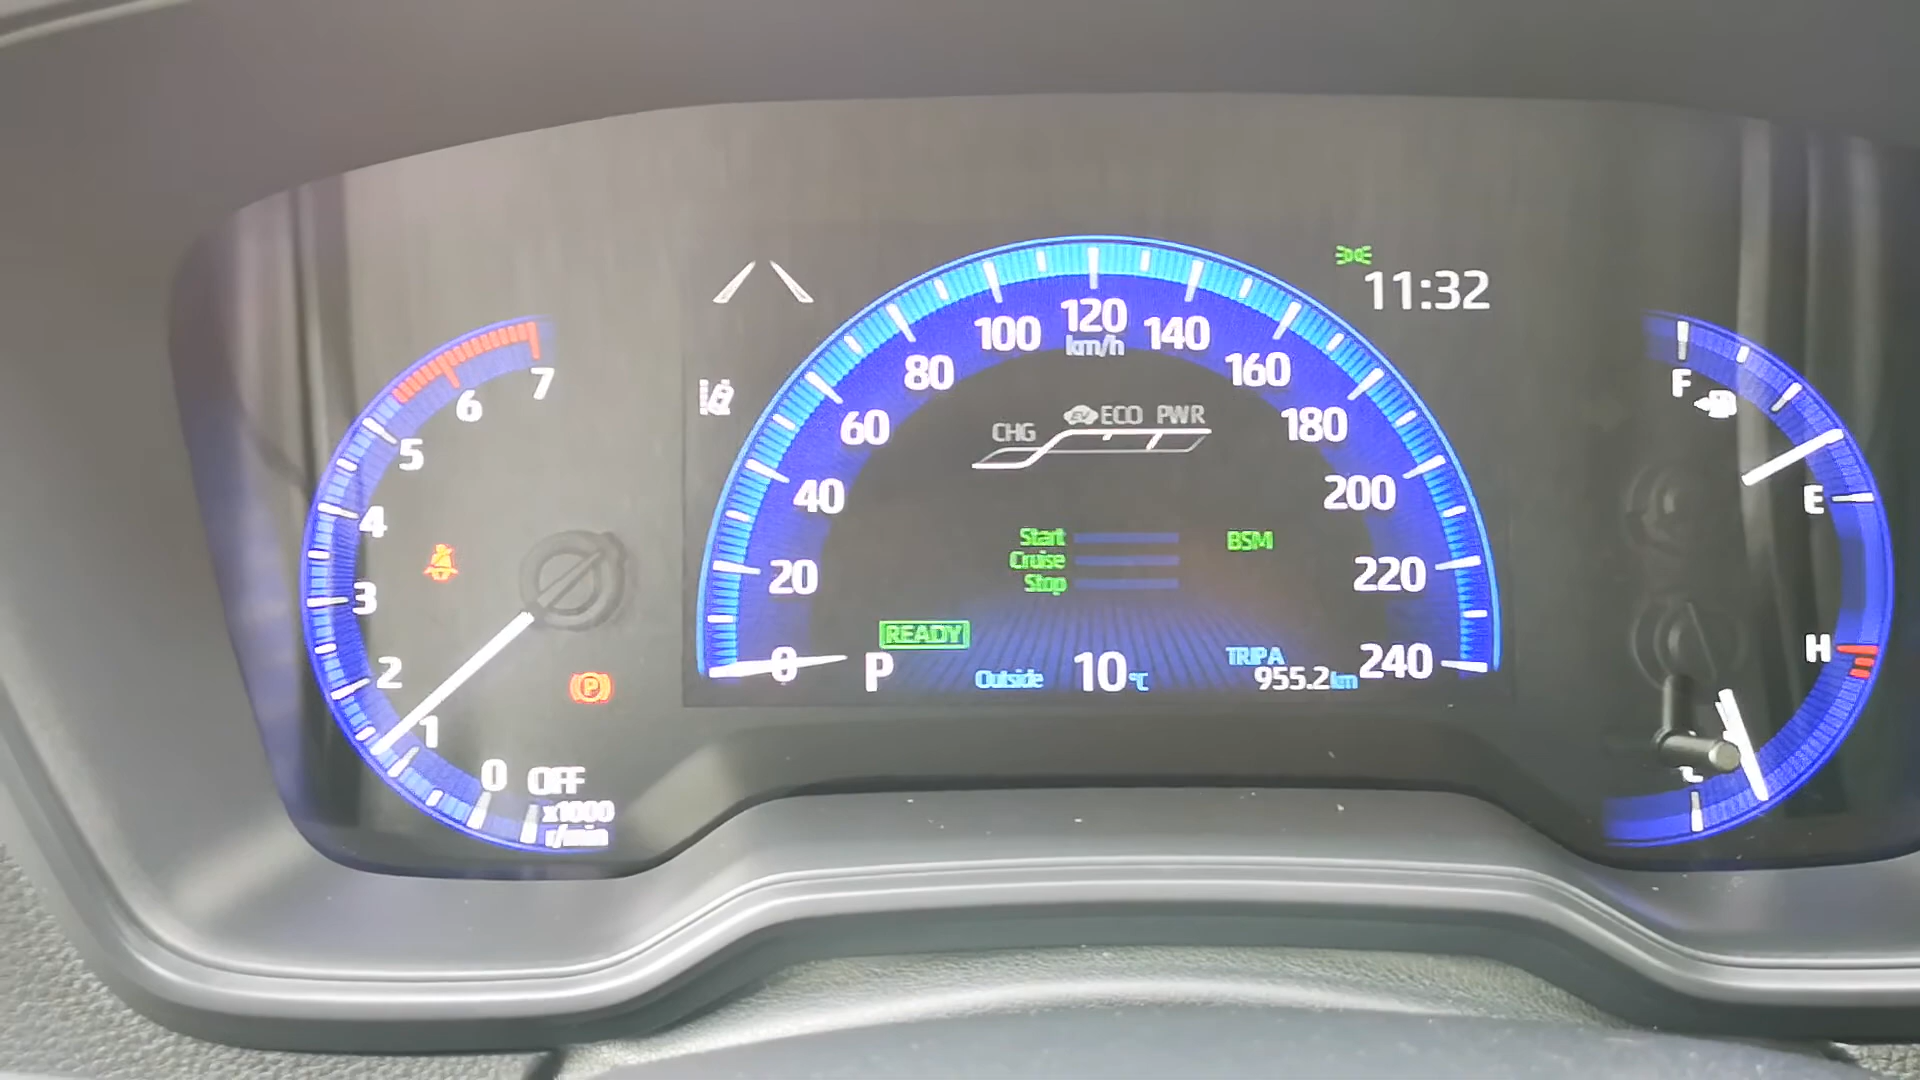 11:32
7
6
5
4
3
2
1
0 OFF
x1000
r/min
0
20
40
60
80
100
120
km/h
140
160
180
200
220
240
CHG EV ECO PWR
Start
Cruise
Stop
BSM
READY
P
Outside 10°C
TRIP A
955.2km
P
F
E
H